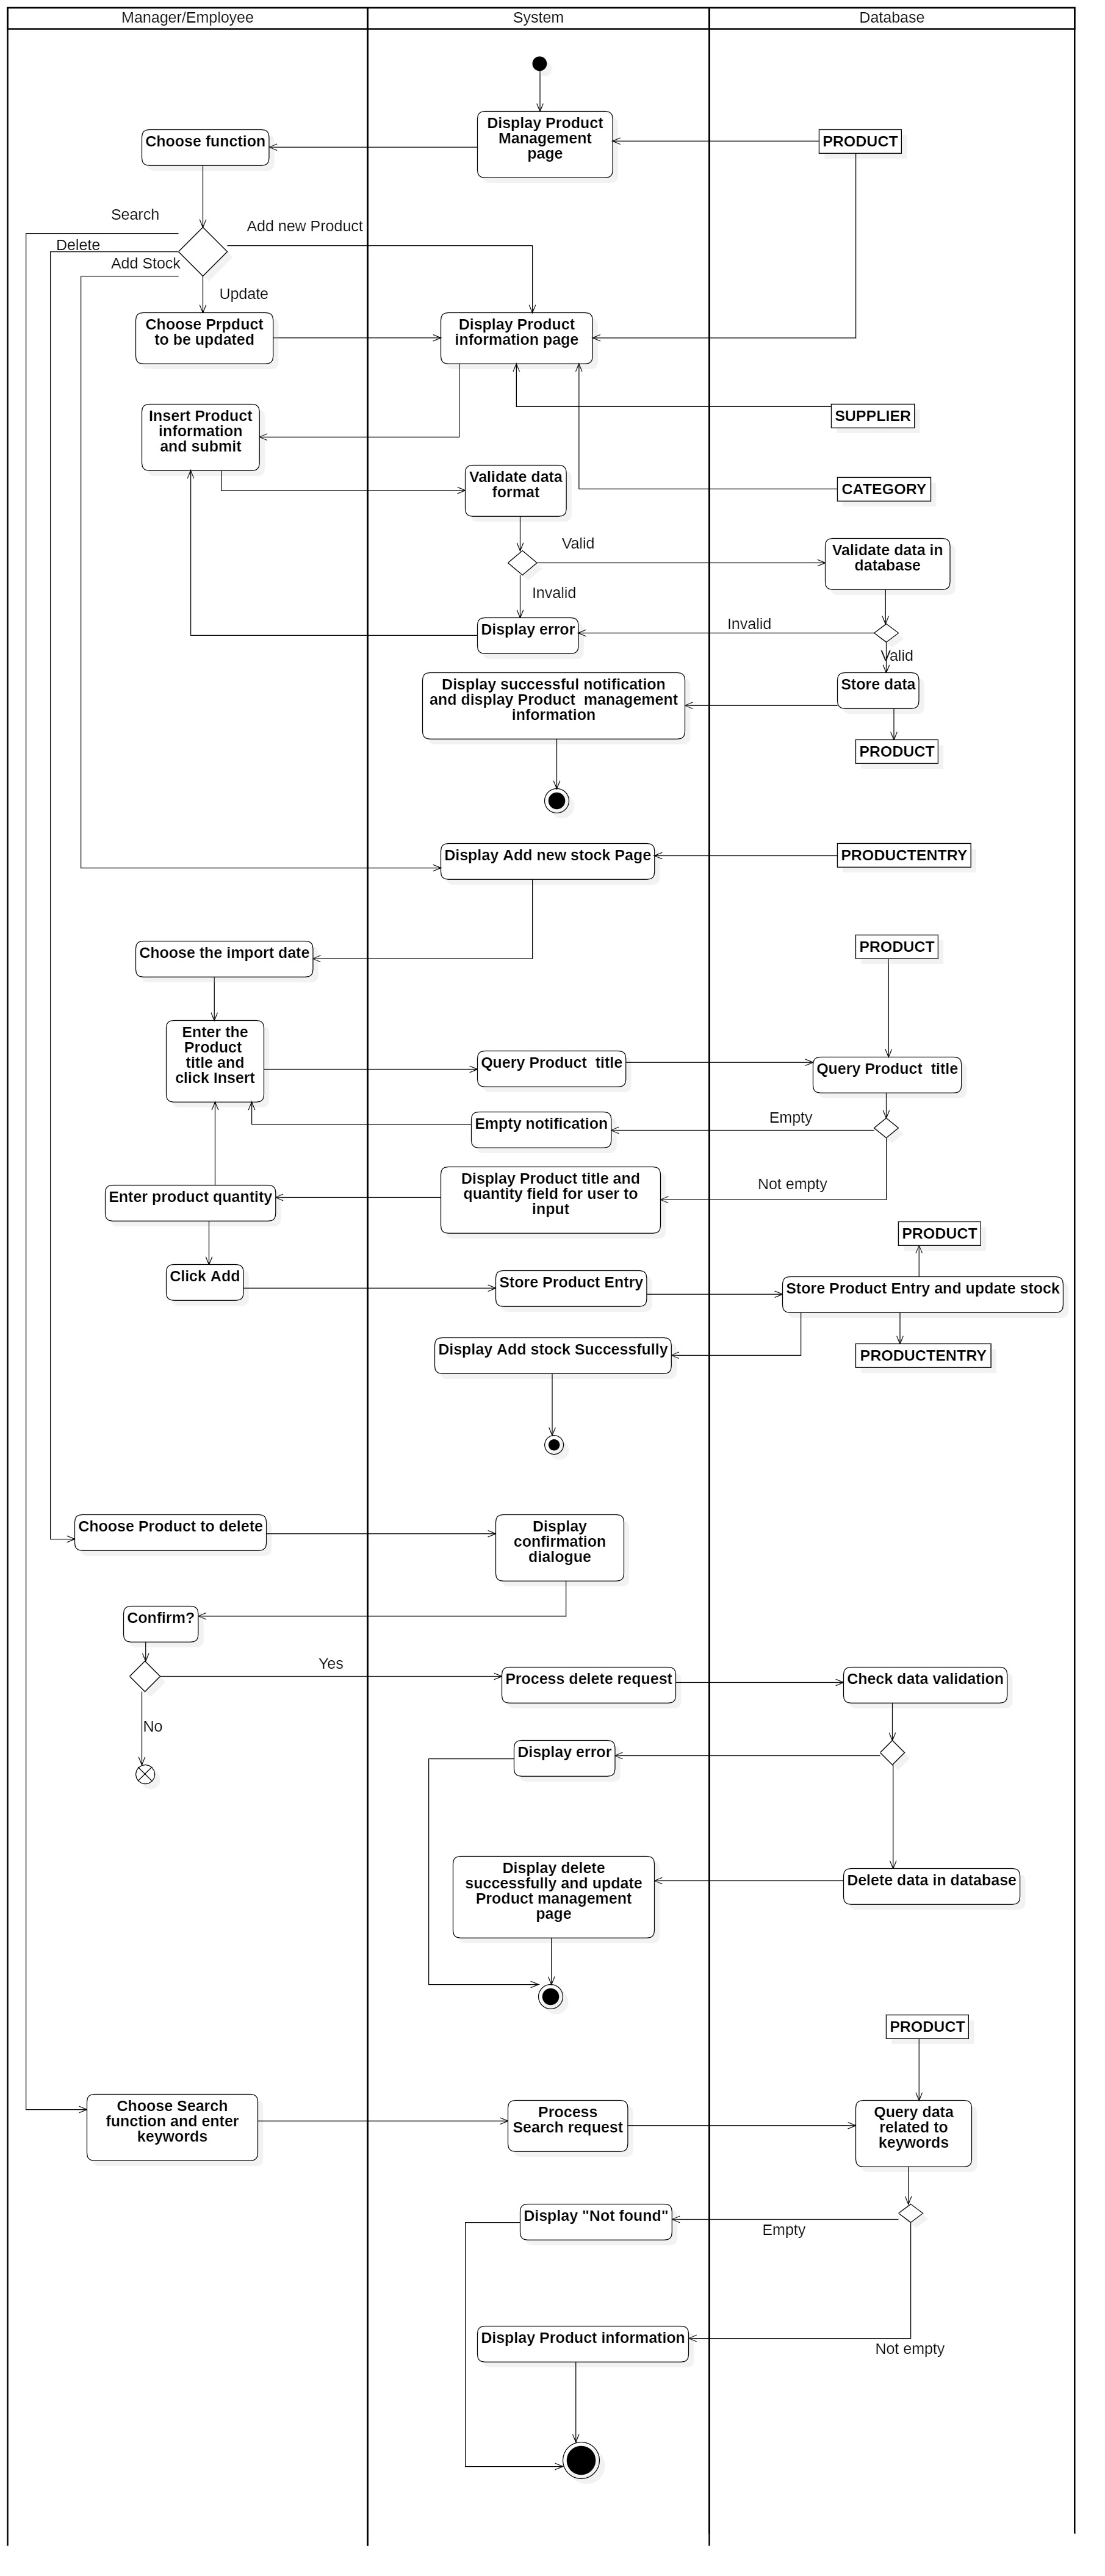 Manager/Employee
System
Database
Display Product
Management
page
Choose function
PRODUCT
Search
Add new Product
Delete
Add Stock
Update
Choose Prpduct
to be updated
Display Product
information page
Insert Product
information
and submit
SUPPLIER
Validate data
format
CATEGORY
Valid
Validate data in
database
Invalid
Display error
Invalid
Valid
Display successful notification
and display Product  management
information
Store data
PRODUCT
Display Add new stock Page
PRODUCTENTRY
Choose the import date
PRODUCT
Enter the
Product
title and
click Insert
Query Product  title
Query Product  title
Empty notification
Empty
Display Product title and
quantity field for user to
input
Not empty
Enter product quantity
PRODUCT
Click Add
Store Product Entry
Store Product Entry and update stock
Display Add stock Successfully
PRODUCTENTRY
Choose Product to delete
Display
confirmation
dialogue
Confirm?
Yes
Process delete request
Check data validation
No
Display error
Display delete
successfully and update
Product management
page
Delete data in database
PRODUCT
Choose Search
function and enter
keywords
Process
Search request
Query data
related to
keywords
Display "Not found"
Empty
Display Product information
Not empty